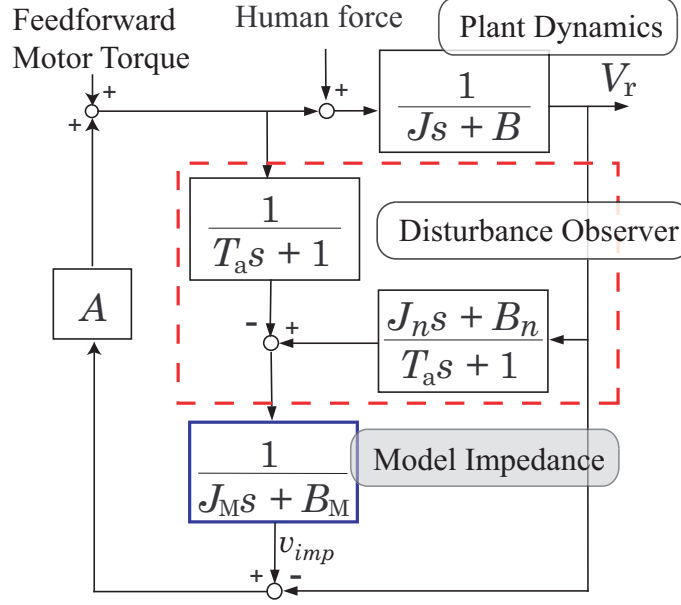 Feedforward
Motor Torque
Human force
Plant Dynamics
+
+
+
+
1
Js + B
V_r
1
T_a s + 1
Disturbance Observer
A
-
+
J_n s + B_n
T_a s + 1
1
J_M s + B_M
Model Impedance
v_imp
+
-